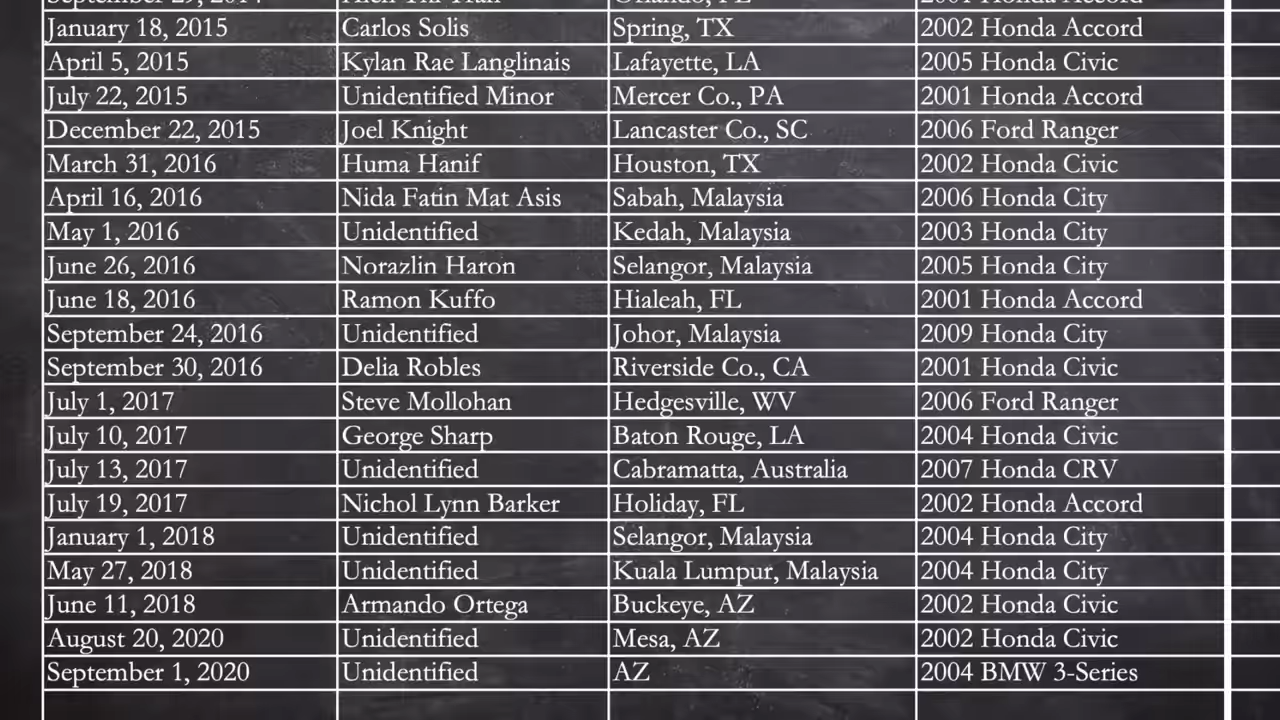 January 18, 2015 Carlos Solis Spring, TX 2002 Honda Accord
April 5, 2015 Kylan Rae Langlinais Lafayette, LA 2005 Honda Civic
July 22, 2015 Unidentified Minor Mercer Co., PA 2001 Honda Accord
December 22, 2015 Joel Knight Lancaster Co., SC 2006 Ford Ranger
March 31, 2016 Huma Hanif Houston, TX 2002 Honda Civic
April 16, 2016 Nida Fatin Mat Asis Sabah, Malaysia 2006 Honda City
May 1, 2016 Unidentified Kedah, Malaysia 2003 Honda City
June 26, 2016 Norazlin Haron Selangor, Malaysia 2005 Honda City
June 18, 2016 Ramon Kuffo Hialeah, FL 2001 Honda Accord
September 24, 2016 Unidentified Johor, Malaysia 2009 Honda City
September 30, 2016 Delia Robles Riverside Co., CA 2001 Honda Civic
July 1, 2017 Steve Mollohan Hedgesville, WV 2006 Ford Ranger
July 10, 2017 George Sharp Baton Rouge, LA 2004 Honda Civic
July 13, 2017 Unidentified Cabramatta, Australia 2007 Honda CRV
July 19, 2017 Nichol Lynn Barker Holiday, FL 2002 Honda Accord
January 1, 2018 Unidentified Selangor, Malaysia 2004 Honda City
May 27, 2018 Unidentified Kuala Lumpur, Malaysia 2004 Honda City
June 11, 2018 Armando Ortega Buckeye, AZ 2002 Honda Civic
August 20, 2020 Unidentified Mesa, AZ 2002 Honda Civic
September 1, 2020 Unidentified AZ 2004 BMW 3-Series